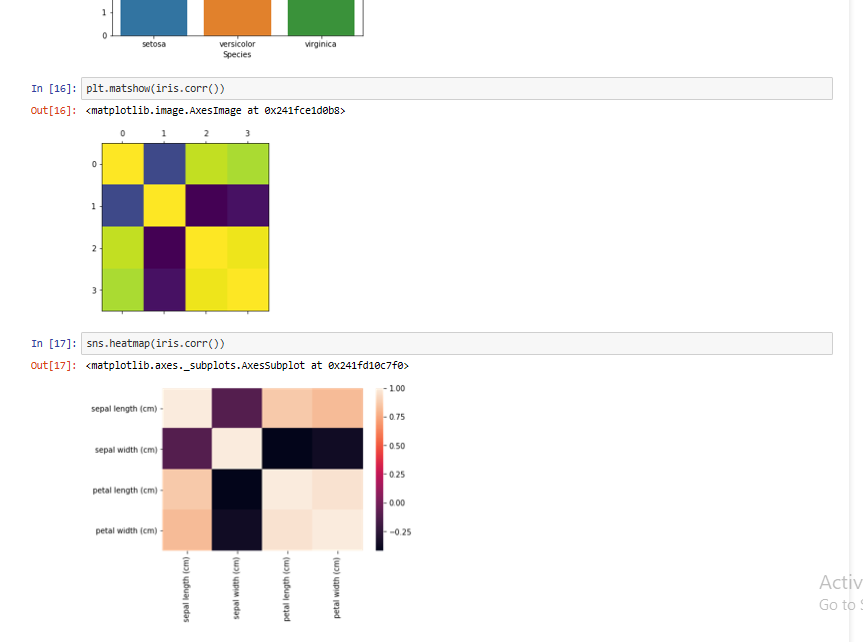 1
0
setosa versicolor virginica
Species
In [16]: plt.matshow(iris.corr())
Out[16]: <matplotlib.image.AxesImage at 0x241fce1d0b8>
0 1 2 3
0
1
2
3
In [17]: sns.heatmap(iris.corr())
Out[17]: <matplotlib.axes._subplots.AxesSubplot at 0x241fd10c7f0>
1.00
sepal length (cm)
0.75
sepal width (cm)
0.50
0.25
petal length (cm)
0.00
petal width (cm)
−0.25
sepal length (cm)
sepal width (cm)
petal length (cm)
petal width (cm)
Activ
Go to S